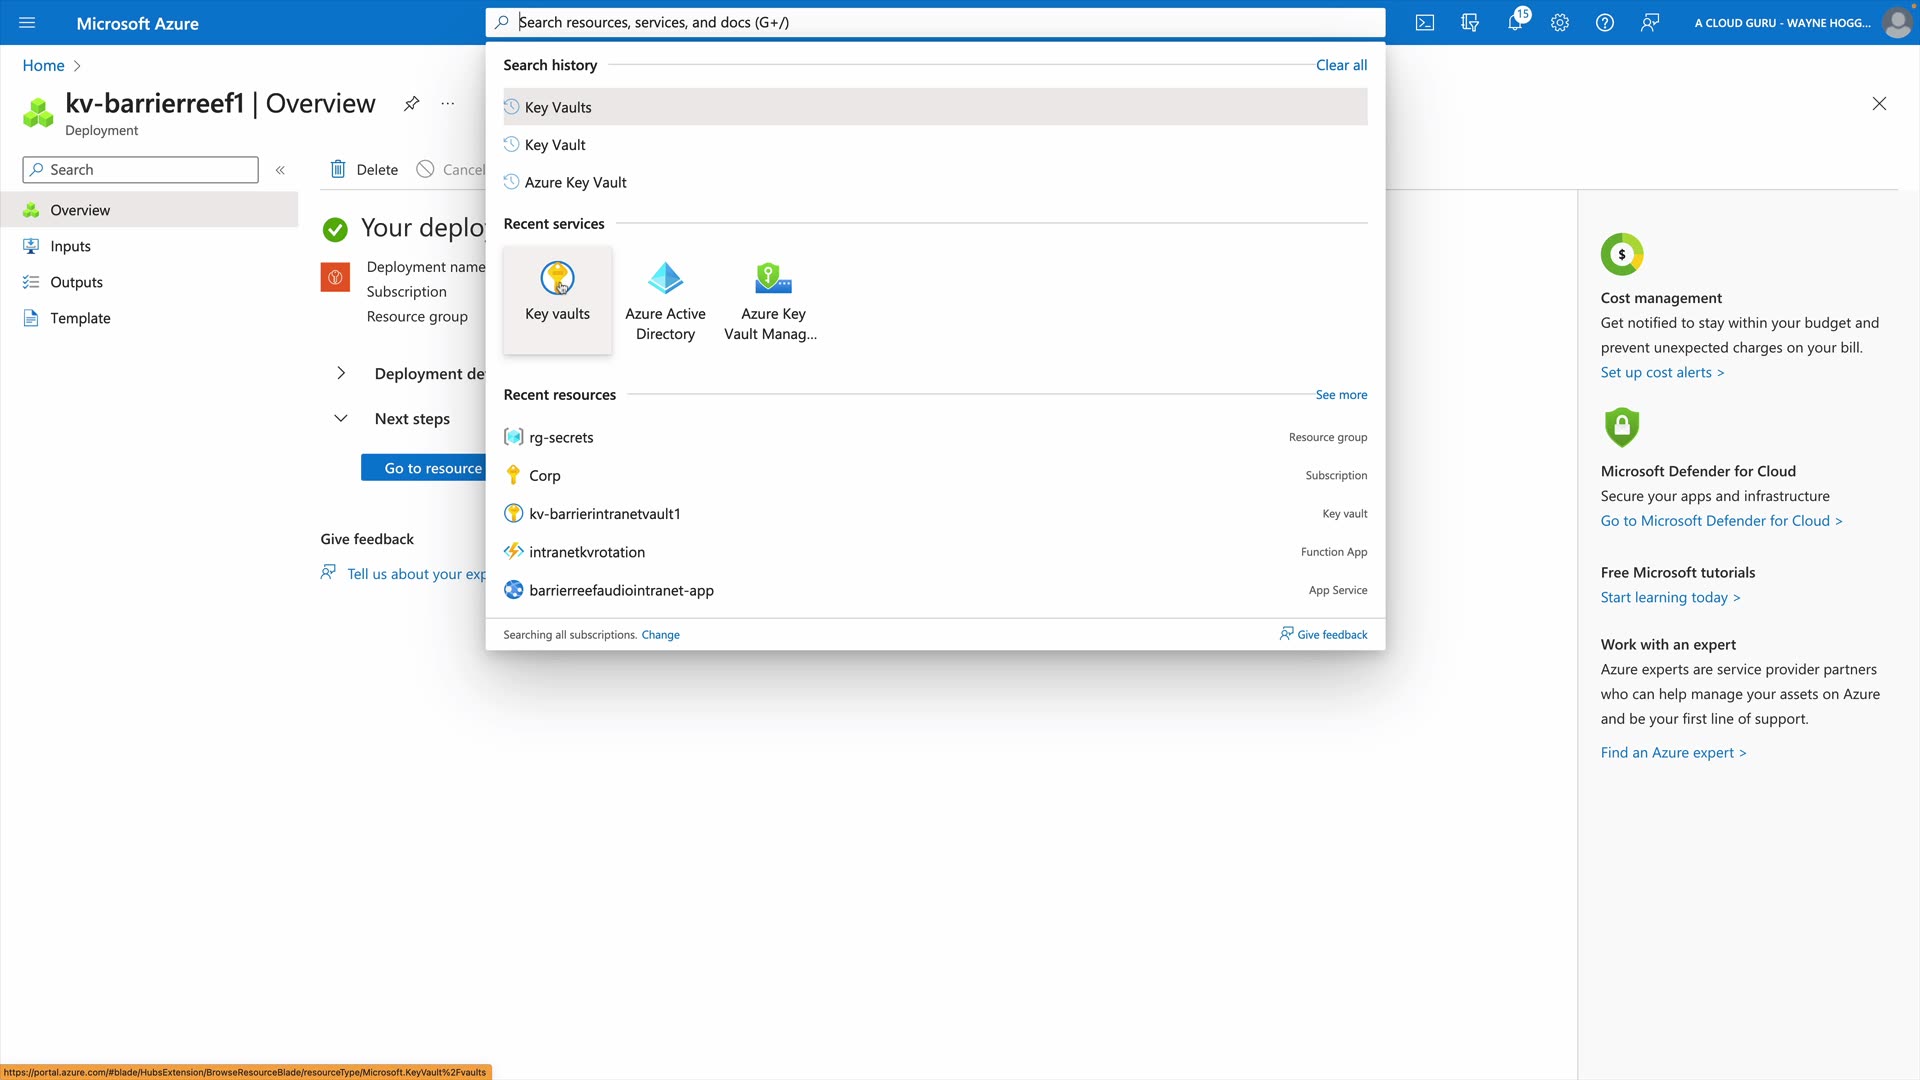 Microsoft Azure
Search resources, services, and docs (G+/)
15
A CLOUD GURU - WAYNE HOGG...
Home
kv-barrierreef1 | Overview
...
Deployment
Search
«
Overview
Inputs
Outputs
Template
Delete
Cancel
Your deplo
Deployment name
Subscription
Resource group
Deployment de
Next steps
Go to resource
Give feedback
Tell us about your exp
Search history
Clear all
Key Vaults
Key Vault
Azure Key Vault
Recent services
Key vaults
Azure Active
Directory
Azure Key
Vault Manag...
Recent resources
See more
rg-secrets
Resource group
Corp
Subscription
kv-barrierintranetvault1
Key vault
intranetkvrotation
Function App
barrierreefaudiointranet-app
App Service
Searching all subscriptions. Change
Give feedback
Cost management
Get notified to stay within your budget and
prevent unexpected charges on your bill.
Set up cost alerts >
Microsoft Defender for Cloud
Secure your apps and infrastructure
Go to Microsoft Defender for Cloud >
Free Microsoft tutorials
Start learning today >
Work with an expert
Azure experts are service provider partners
who can help manage your assets on Azure
and be your first line of support.
Find an Azure expert >
https://portal.azure.com/#blade/HubsExtension/BrowseResourceBlade/resourceType/Microsoft.KeyVault%2Fvaults